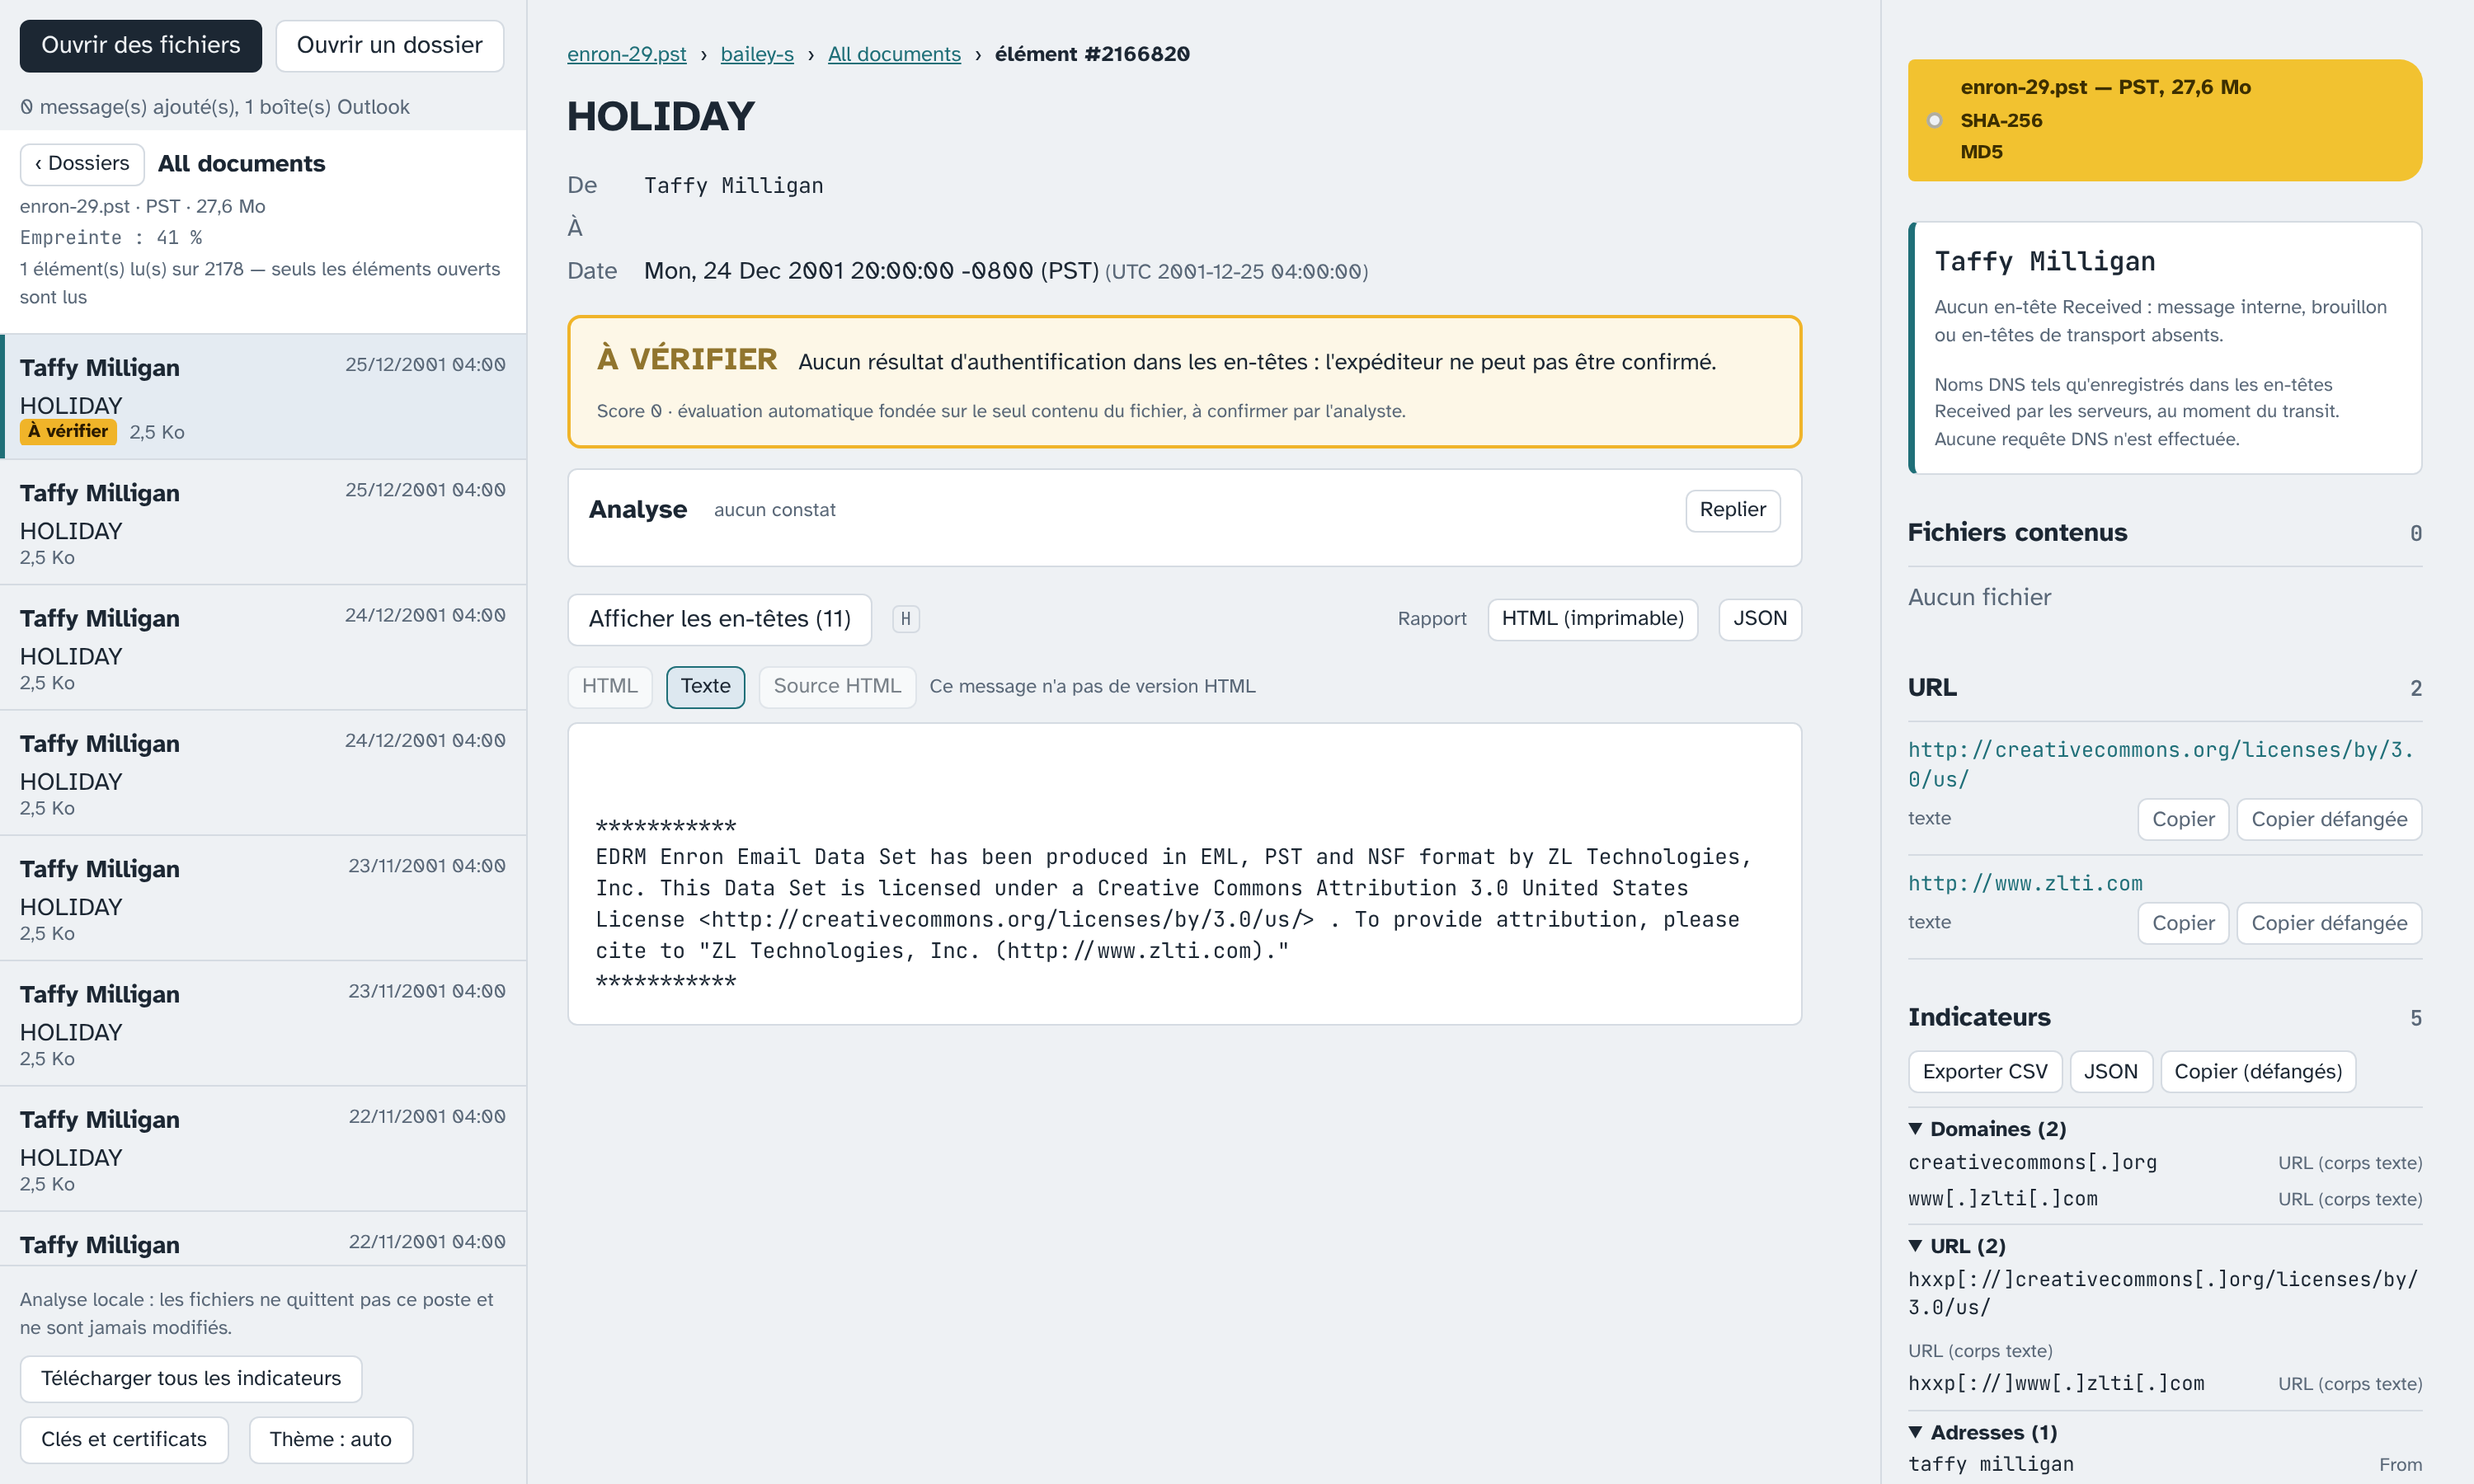 Ouvrir des fichiers
Ouvrir un dossier
0 message(s) ajouté(s), 1 boîte(s) Outlook
‹ Dossiers
All documents
enron-29.pst · PST · 27,6 Mo
Empreinte : 41 %
1 élément(s) lu(s) sur 2178 — seuls les éléments ouverts
sont lus
Taffy Milligan 25/12/2001 04:00
HOLIDAY
À vérifier 2,5 Ko
Taffy Milligan 25/12/2001 04:00
HOLIDAY
2,5 Ko
Taffy Milligan 24/12/2001 04:00
HOLIDAY
2,5 Ko
Taffy Milligan 24/12/2001 04:00
HOLIDAY
2,5 Ko
Taffy Milligan 23/11/2001 04:00
HOLIDAY
2,5 Ko
Taffy Milligan 23/11/2001 04:00
HOLIDAY
2,5 Ko
Taffy Milligan 22/11/2001 04:00
HOLIDAY
2,5 Ko
Taffy Milligan 22/11/2001 04:00
Analyse locale : les fichiers ne quittent pas ce poste et
ne sont jamais modifiés.
Télécharger tous les indicateurs
Clés et certificats
Thème : auto
enron-29.pst › bailey-s › All documents › élément #2166820
HOLIDAY
De Taffy Milligan
À
Date Mon, 24 Dec 2001 20:00:00 -0800 (PST) (UTC 2001-12-25 04:00:00)
À VÉRIFIER Aucun résultat d'authentification dans les en-têtes : l'expéditeur ne peut pas être confirmé.
Score 0 · évaluation automatique fondée sur le seul contenu du fichier, à confirmer par l'analyste.
Analyse aucun constat Replier
Afficher les en-têtes (11) H Rapport HTML (imprimable) JSON
HTML Texte Source HTML Ce message n'a pas de version HTML
***********
EDRM Enron Email Data Set has been produced in EML, PST and NSF format by ZL Technologies,
Inc. This Data Set is licensed under a Creative Commons Attribution 3.0 United States
License <http://creativecommons.org/licenses/by/3.0/us/> . To provide attribution, please
cite to "ZL Technologies, Inc. (http://www.zlti.com)."
***********
enron-29.pst — PST, 27,6 Mo
SHA-256
MD5
Taffy Milligan
Aucun en-tête Received : message interne, brouillon
ou en-têtes de transport absents.
Noms DNS tels qu'enregistrés dans les en-têtes
Received par les serveurs, au moment du transit.
Aucune requête DNS n'est effectuée.
Fichiers contenus 0
Aucun fichier
URL 2
http://creativecommons.org/licenses/by/3.
0/us/
texte Copier Copier défangée
http://www.zlti.com
texte Copier Copier défangée
Indicateurs 5
Exporter CSV JSON Copier (défangés)
▼ Domaines (2)
creativecommons[.]org URL (corps texte)
www[.]zlti[.]com URL (corps texte)
▼ URL (2)
hxxp[://]creativecommons[.]org/licenses/by/
3.0/us/
URL (corps texte)
hxxp[://]www[.]zlti[.]com URL (corps texte)
▼ Adresses (1)
taffy milligan From